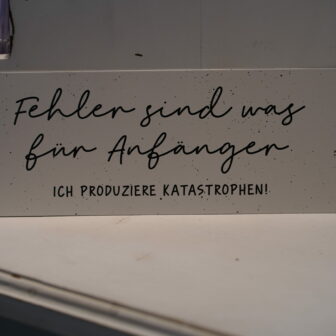 Fehler sind was
für Anfänger
ICH PRODUZIERE KATASTROPHEN!